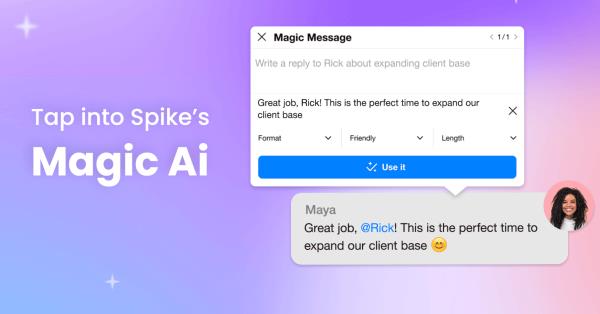 Tap into Spike's
Magic Ai
Magic Message
1/1
Write a reply to Rick about expanding client base
Great job, Rick! This is the perfect time to expand our
client base
Format
Friendly
Length
Use it
Maya
Great job, @Rick! This is the perfect time to
expand our client base 😊